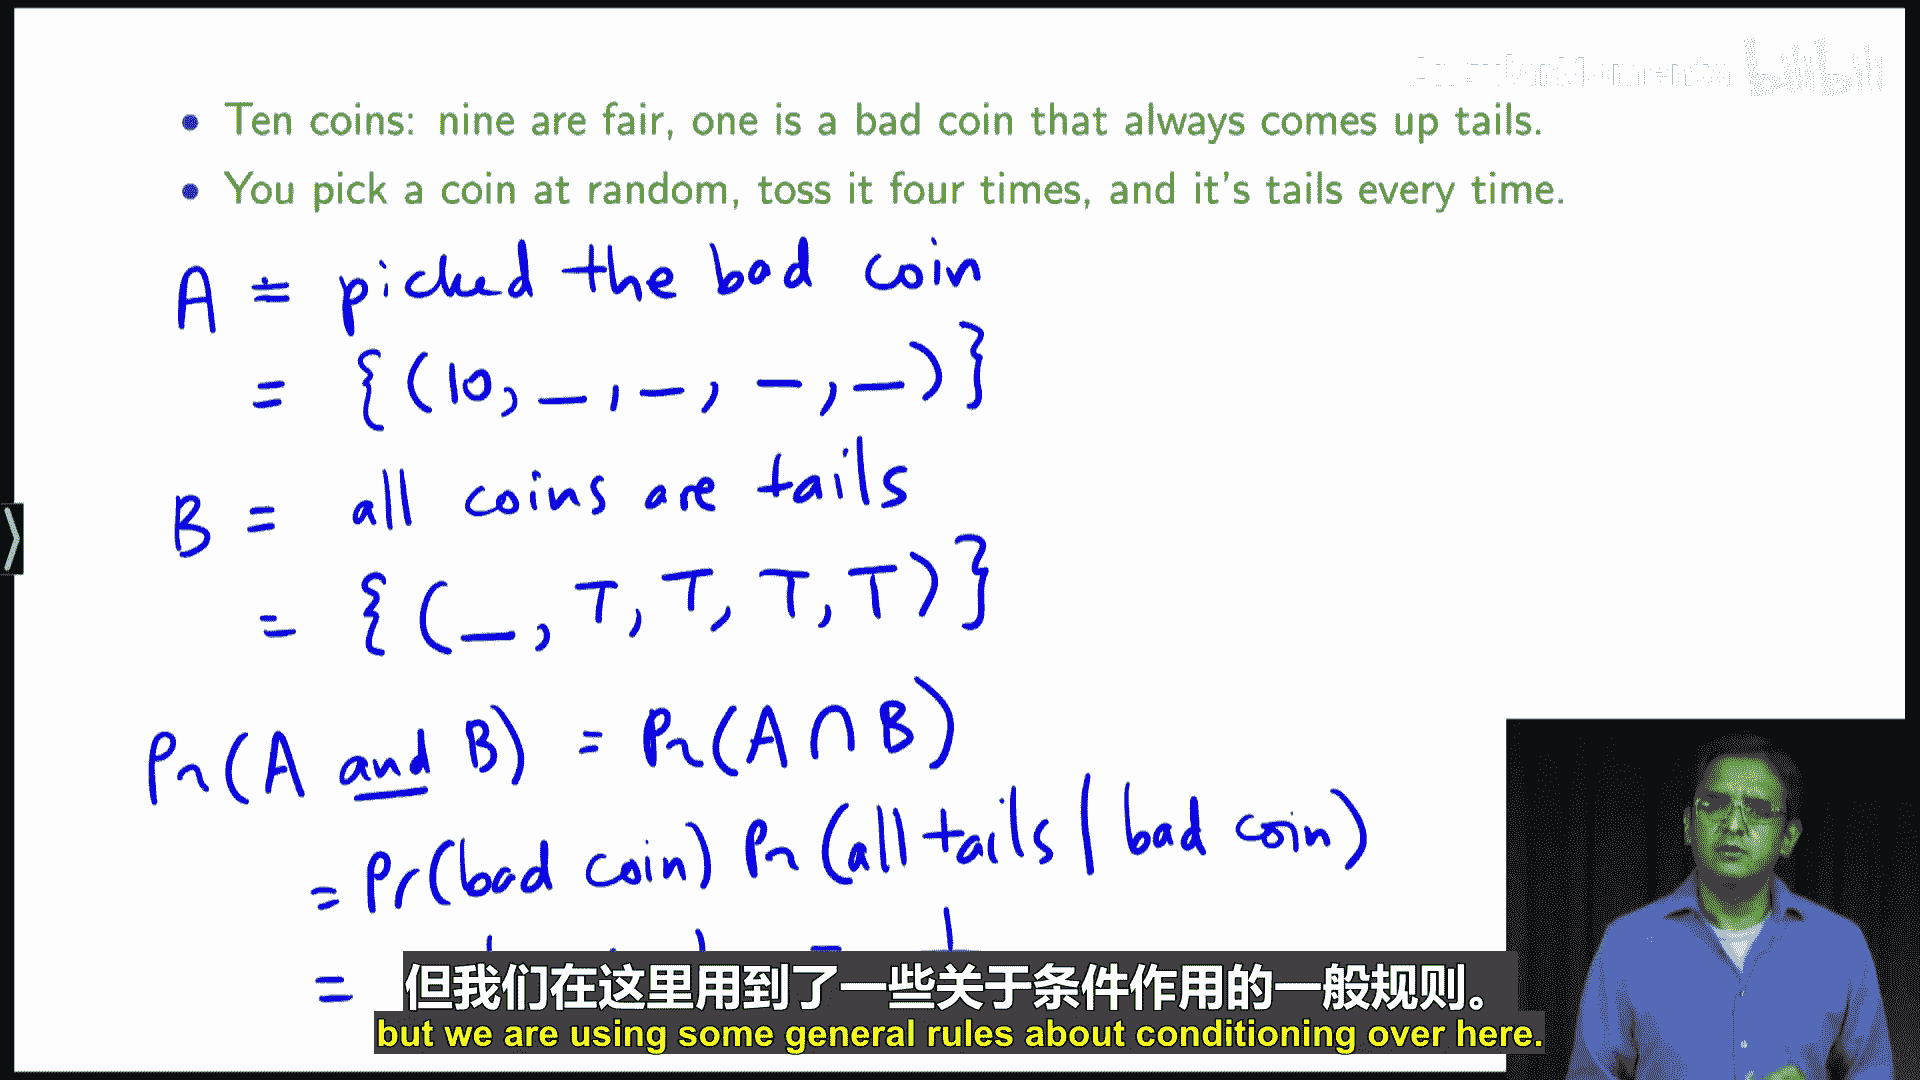 • Ten coins: nine are fair, one is a bad coin that always comes up tails.
• You pick a coin at random, toss it four times, and it's tails every time.
A = picked the bad coin
= {(10, _, _, _, _)}
B = all coins are tails
= {(_, T, T, T, T)}
Pr(A and B) = Pr(A ∩ B)
= Pr(bad coin) Pr(all tails | bad coin)
=
但我们在这里用到了一些关于条件作用的一般规则。
but we are using some general rules about conditioning over here.